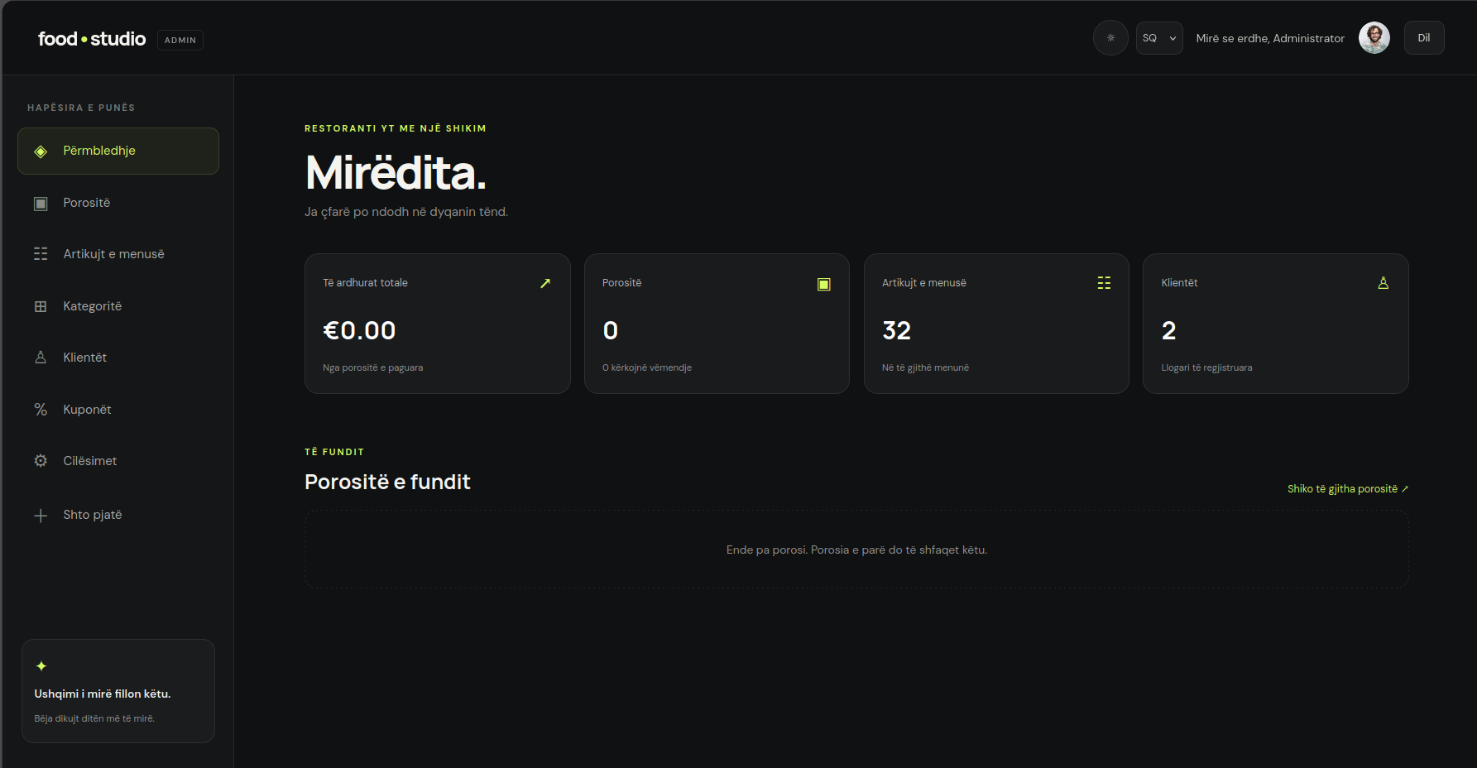 food•studio ADMIN
SQ
Mirë se erdhe, Administrator
Dil
HAPËSIRA E PUNËS
Përmbledhje
Porositë
Artikujt e menusë
Kategoritë
Klientët
% Kuponët
Cilësimet
Shto pjatë
Ushqimi i mirë fillon këtu.
Bëja dikujt ditën më të mirë.
RESTORANTI YT ME NJË SHIKIM
Mirëdita.
Ja çfarë po ndodh në dyqanin tënd.
Të ardhurat totale
€0.00
Nga porositë e paguara
Porositë
0
0 kërkojnë vëmendje
Artikujt e menusë
32
Në të gjithë menunë
Klientët
2
Llogari të regjistruara
TË FUNDIT
Porositë e fundit
Shiko të gjitha porositë ↗
Ende pa porosi. Porosia e parë do të shfaqet këtu.